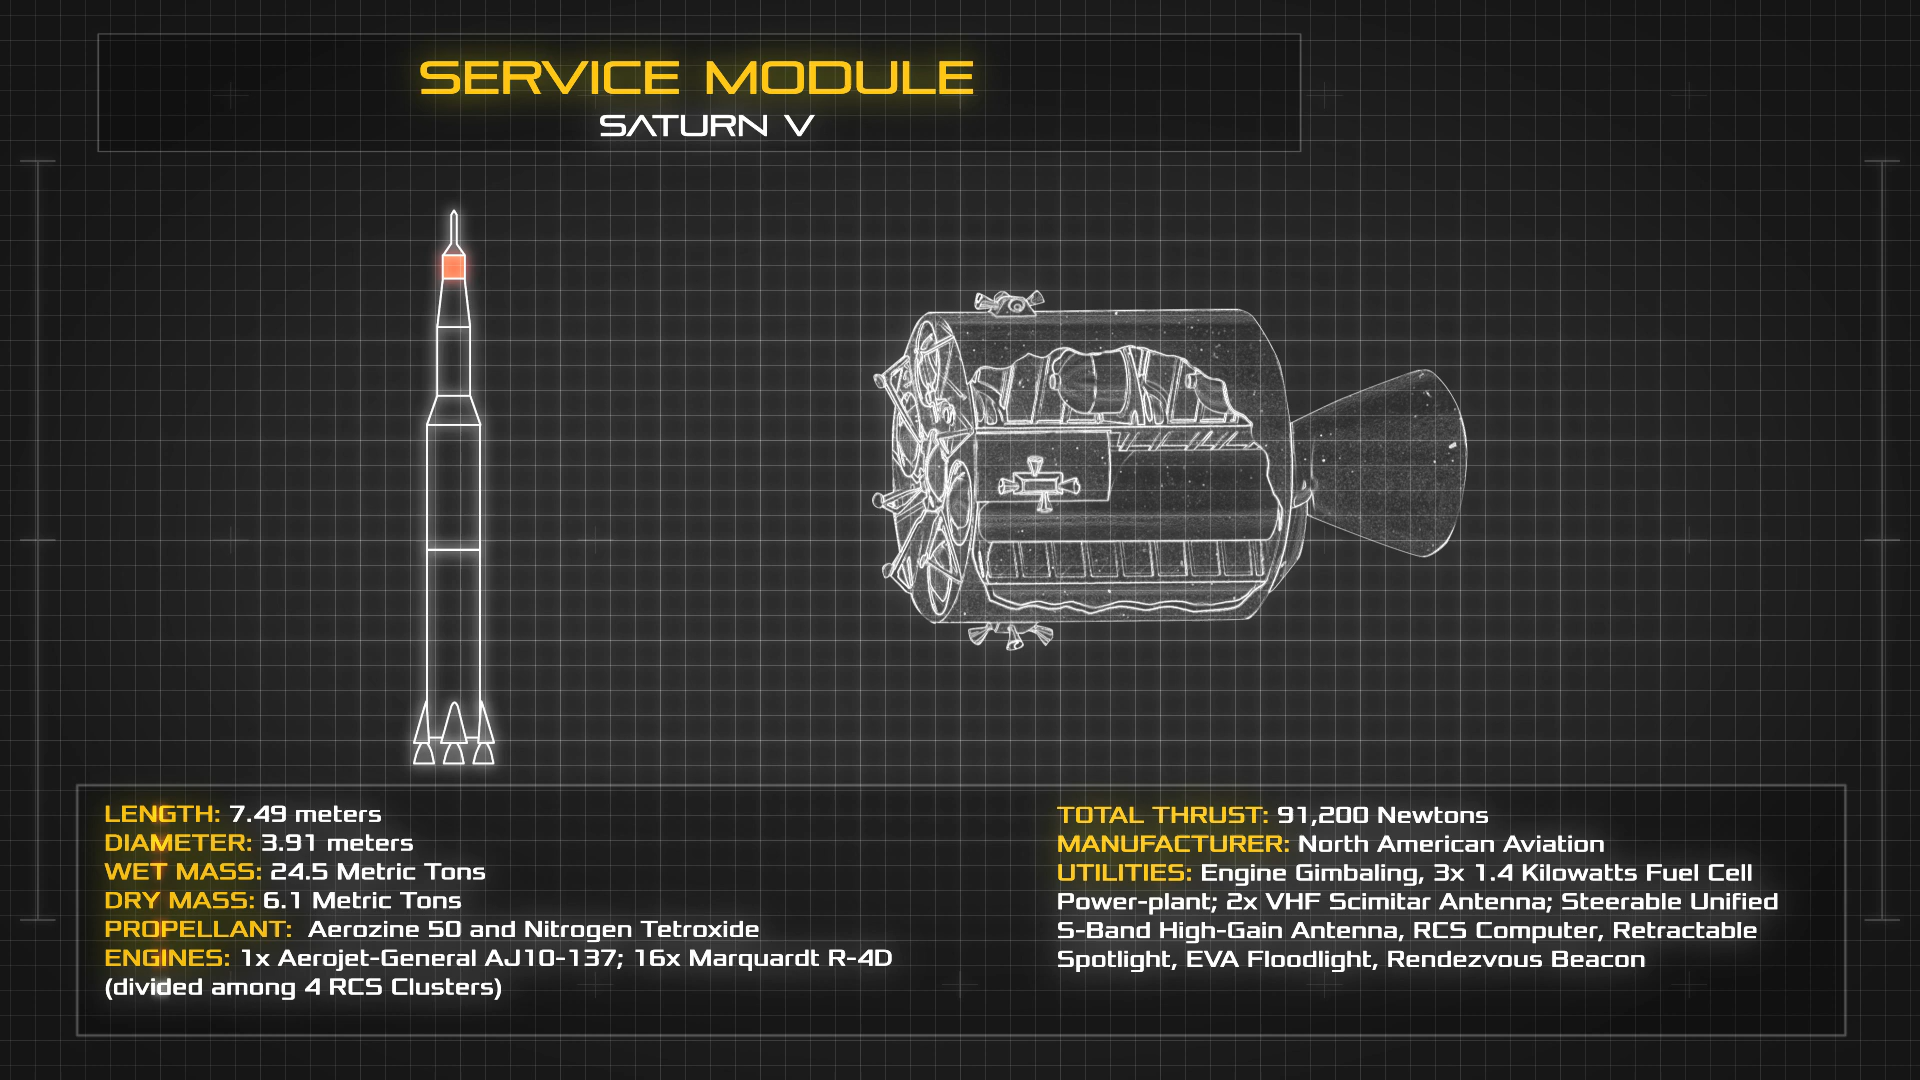 SERVICE MODULE
SATURN V
LENGTH: 7.49 meters
DIAMETER: 3.91 meters
WET MASS: 24.5 Metric Tons
DRY MASS: 6.1 Metric Tons
PROPELLANT: Aerozine 50 and Nitrogen Tetroxide
ENGINES: 1x Aerojet-General AJ10-137; 16x Marquardt R-4D
(divided among 4 RCS Clusters)
TOTAL THRUST: 91,200 Newtons
MANUFACTURER: North American Aviation
UTILITIES: Engine Gimbaling, 3x 1.4 Kilowatts Fuel Cell
Power-plant; 2x VHF Scimitar Antenna; Steerable Unified
S-Band High-Gain Antenna, RCS Computer, Retractable
Spotlight, EVA Floodlight, Rendezvous Beacon